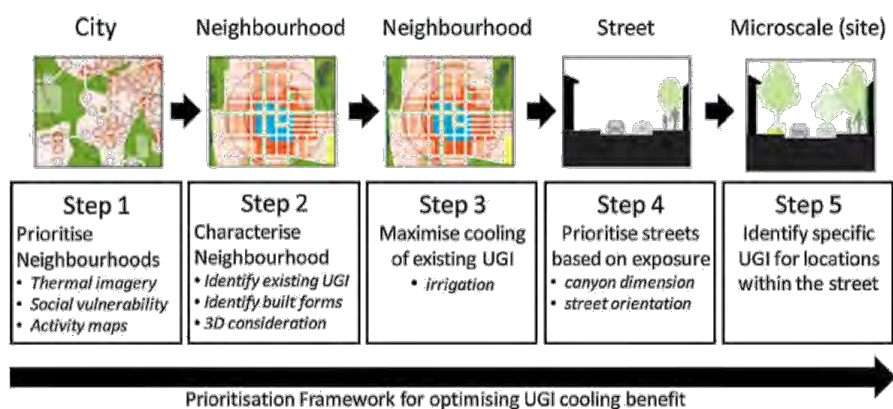 City
Neighbourhood
Neighbourhood
Street
Microscale (site)
Step 1
Prioritise
Neighbourhoods
• Thermal imagery
• Social vulnerability
• Activity maps
Step 2
Characterise
Neighbourhood
• Identify existing UGI
• Identify built forms
• 3D consideration
Step 3
Maximise cooling
of existing UGI
• irrigation
Step 4
Prioritise streets
based on exposure
• canyon dimension
• street orientation
Step 5
Identify specific
UGI for locations
within the street
Prioritisation Framework for optimising UGI cooling benefit